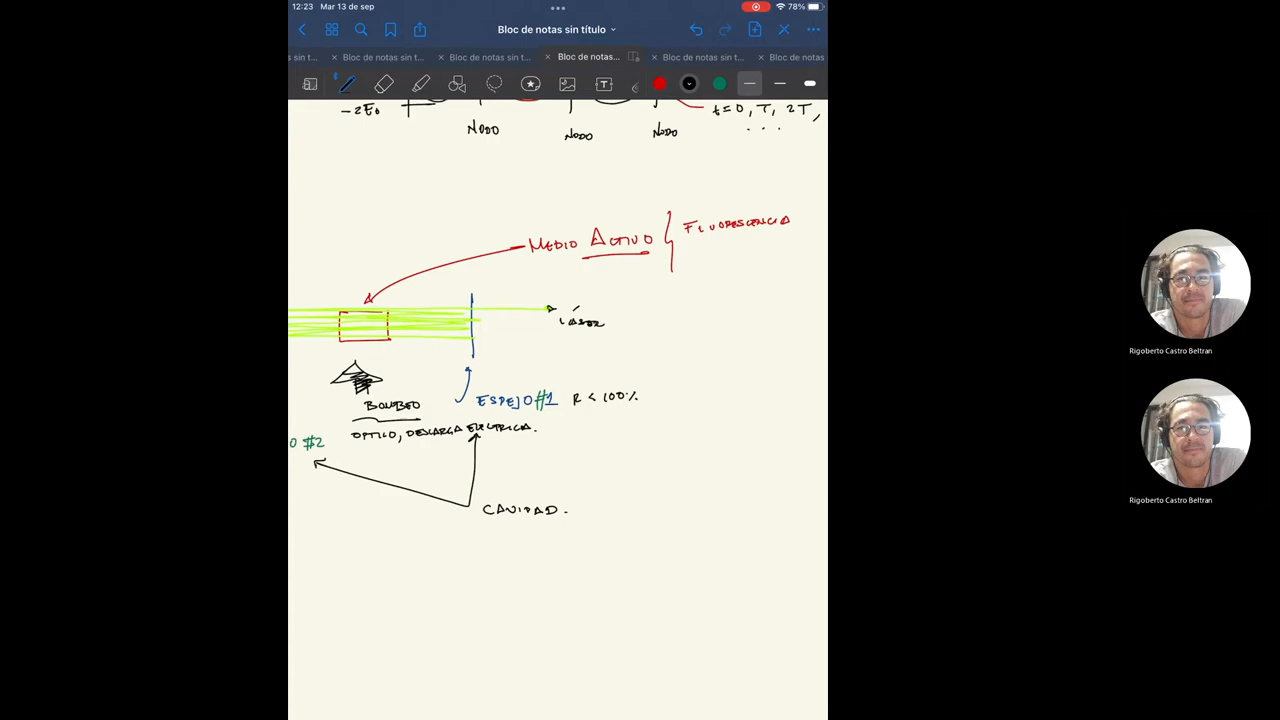 12:23 Mar 13 de sep
78%
Bloc de notas sin título
s sin t...
Bloc de notas sin t...
Bloc de notas sin t...
Bloc de notas...
Bloc de notas sin t...
Bloc de notas
-2E₀
NODO
NODO
NODO
t=0, T, 2T,
...
MEDIO ACTIVO
FLUORESCENCIA
LÁSER
BOMBEO
ESPEJO #1 R < 100%
OPTICO, DESCARGA ELECTRICA.
O #2
CAVIDAD.
Rigoberto Castro Beltran
Rigoberto Castro Beltran